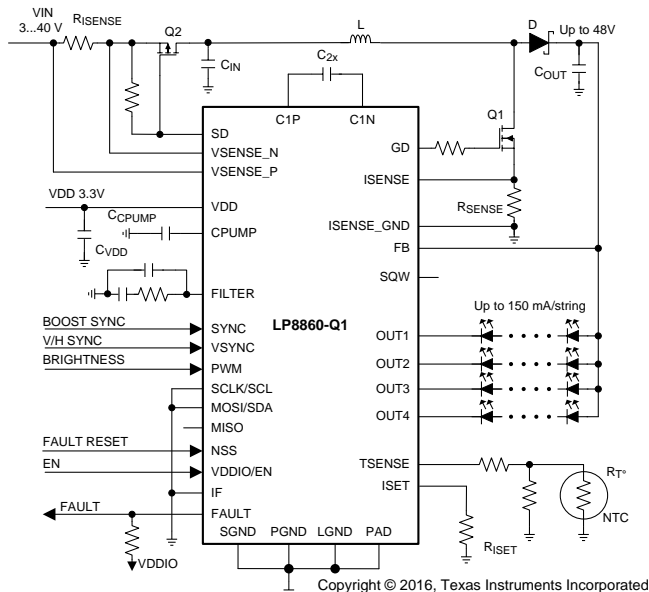 VIN
3...40 V
RISENSE
Q2
L
D
Up to 48V
CIN
C2x
COUT
C1P
C1N
Q1
SD
VSENSE_N
VSENSE_P
GD
ISENSE
RSENSE
VDD 3.3V
VDD
CCPUMP
CPUMP
CVDD
ISENSE_GND
FB
SQW
FILTER
LP8860-Q1
Up to 150 mA/string
BOOST SYNC
SYNC
OUT1
V/H SYNC
VSYNC
BRIGHTNESS
PWM
OUT2
SCLK/SCL
OUT3
MOSI/SDA
OUT4
MISO
FAULT RESET
NSS
EN
VDDIO/EN
TSENSE
RT°
IF
ISET
NTC
FAULT
FAULT
SGND
PGND
LGND
PAD
RISET
VDDIO
Copyright © 2016, Texas Instruments Incorporated